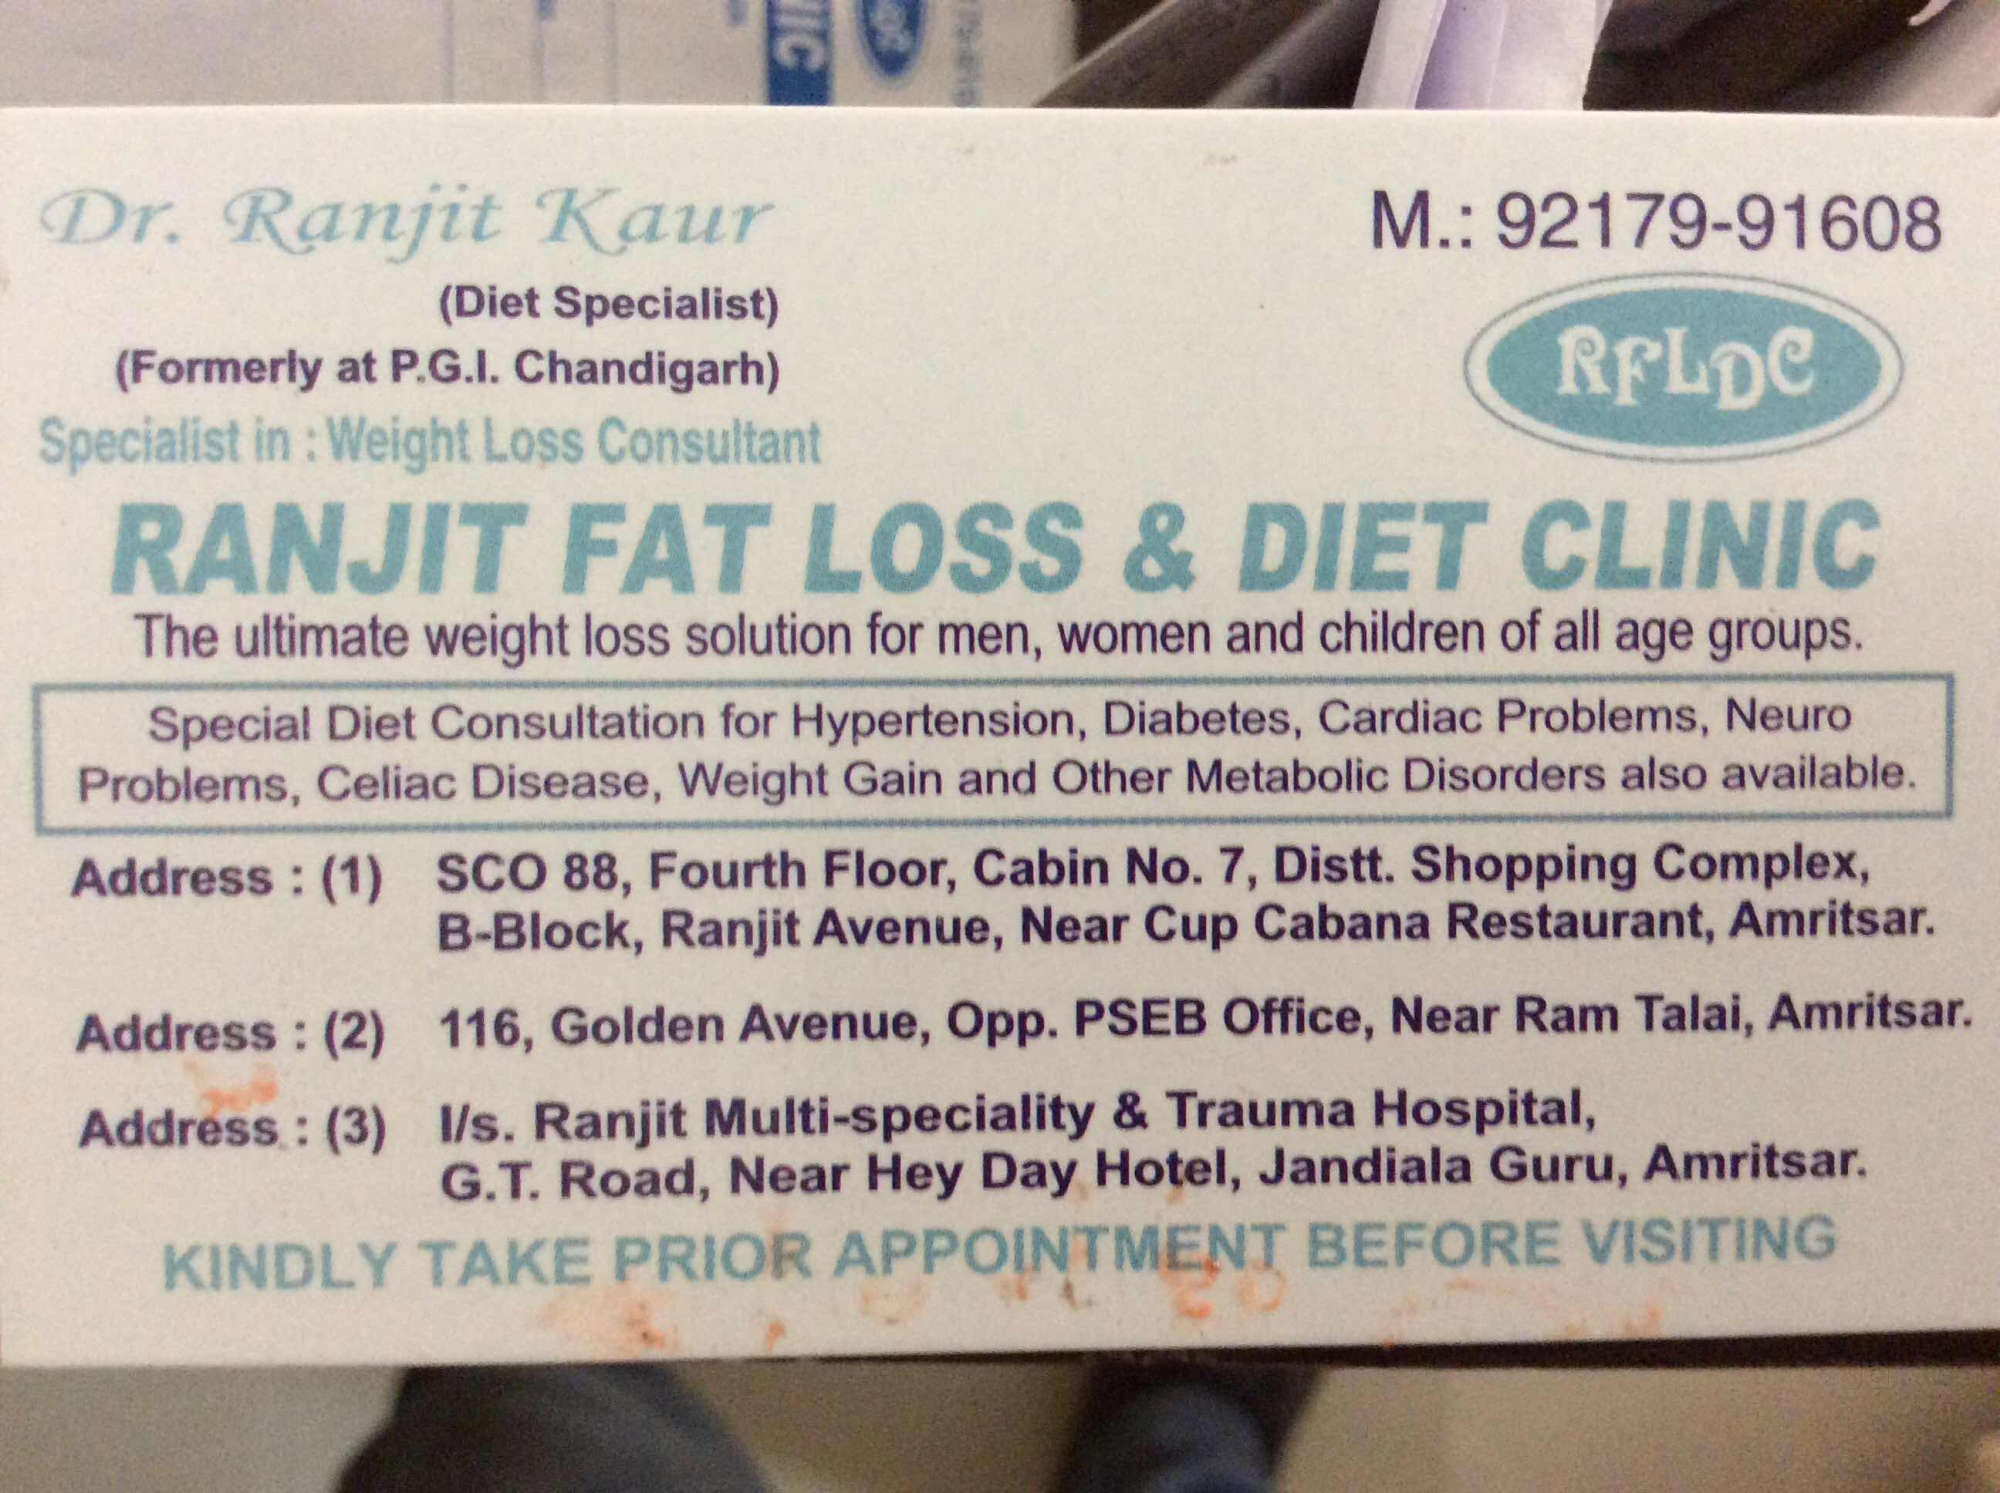 Dr. Ranjit Kaur
M.: 92179-91608
(Diet Specialist)
(Formerly at P.G.I. Chandigarh)
RFLDC
Specialist in : Weight Loss Consultant
RANJIT FAT LOSS & DIET CLINIC
The ultimate weight loss solution for men, women and children of all age groups.
Special Diet Consultation for Hypertension, Diabetes, Cardiac Problems, Neuro
Problems, Celiac Disease, Weight Gain and Other Metabolic Disorders also available.
Address : (1) SCO 88, Fourth Floor, Cabin No. 7, Distt. Shopping Complex,
B-Block, Ranjit Avenue, Near Cup Cabana Restaurant, Amritsar.
Address : (2) 116, Golden Avenue, Opp. PSEB Office, Near Ram Talai, Amritsar.
Address : (3) I/s. Ranjit Multi-speciality & Trauma Hospital,
G.T. Road, Near Hey Day Hotel, Jandiala Guru, Amritsar.
KINDLY TAKE PRIOR APPOINTMENT BEFORE VISITING